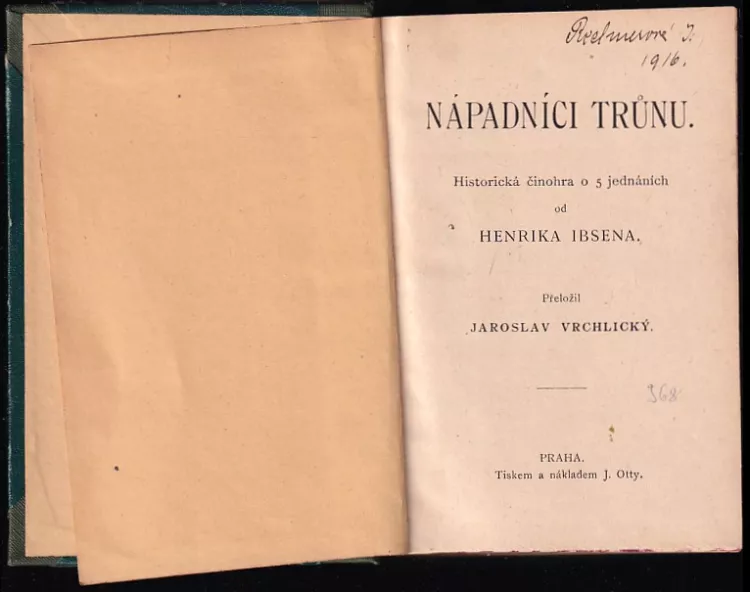 1916.
NÁPADNÍCI TRŮNU.
Historická činohra o 5 jednáních
od
HENRIKA IBSENA.
Přeložil
JAROSLAV VRCHLICKÝ.
368
PRAHA.
Tiskem a nákladem J. Otty.